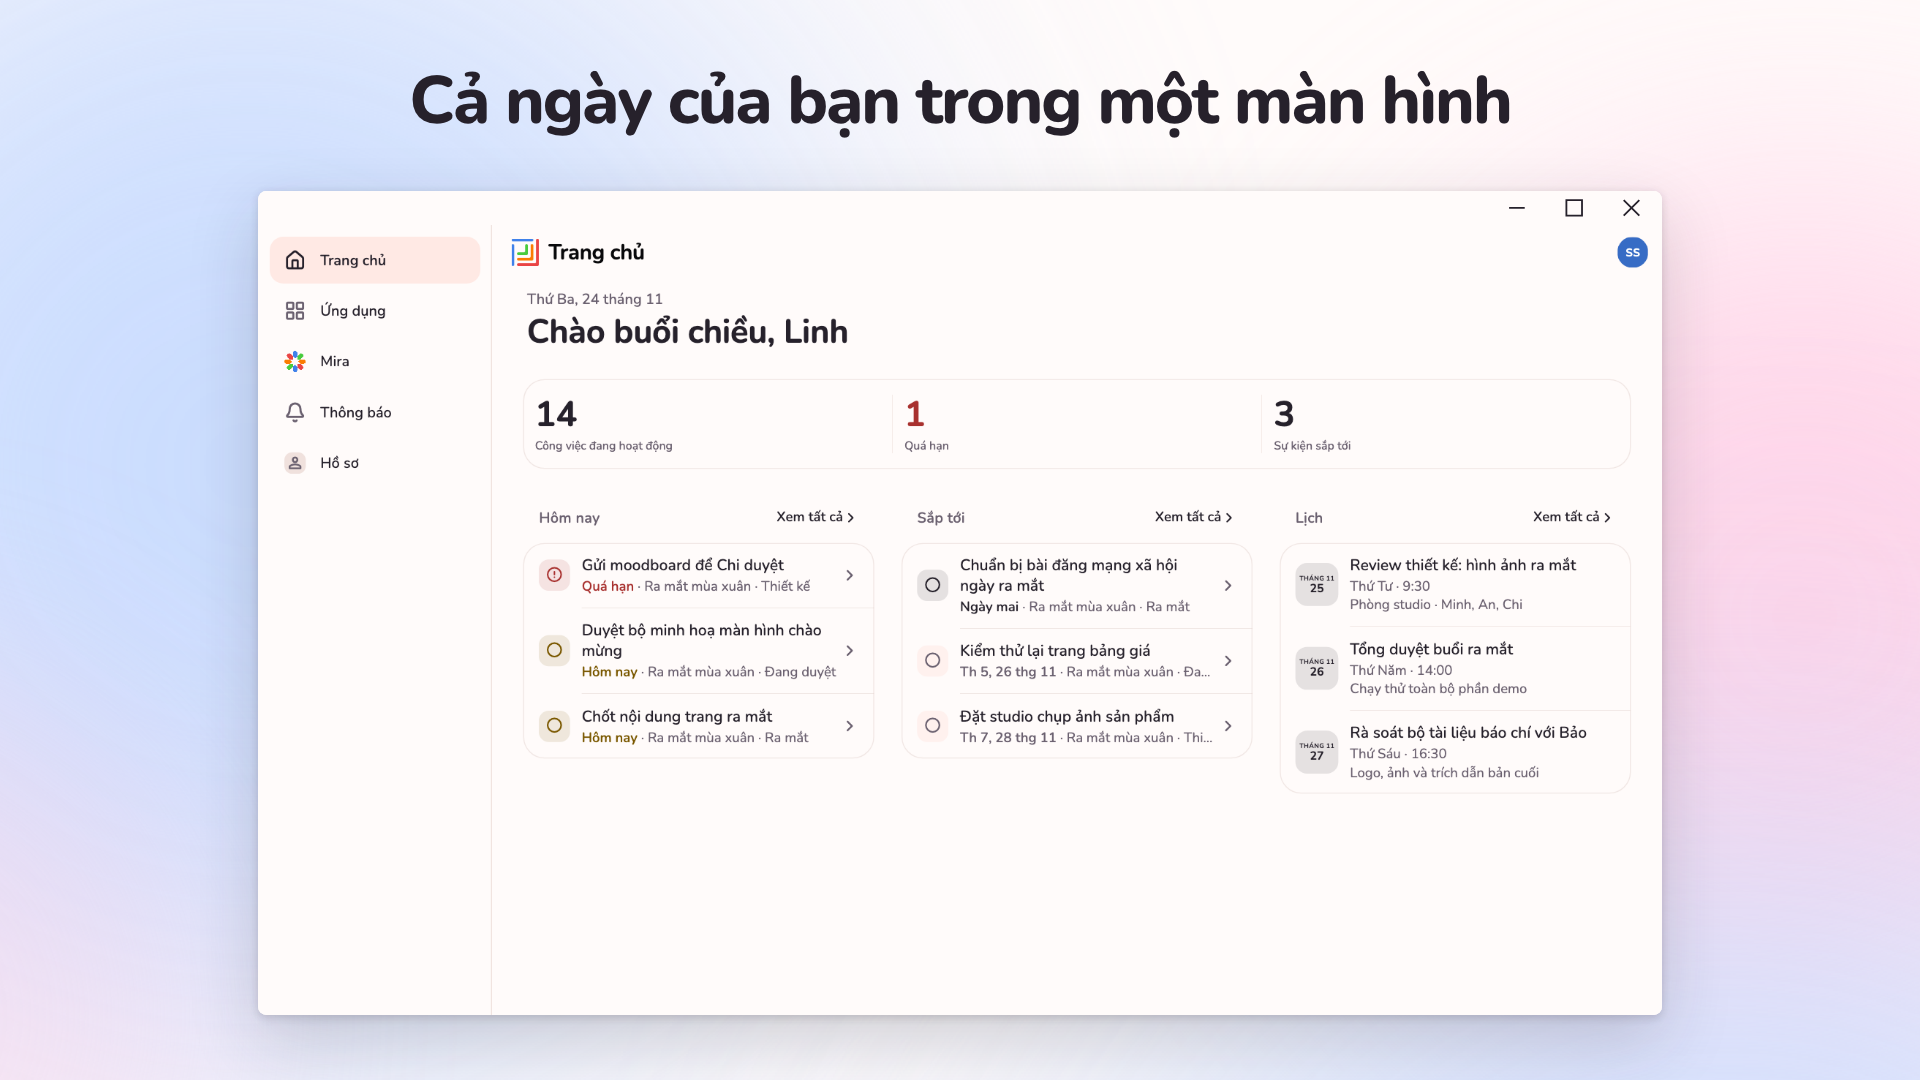 Cả ngày của bạn trong một màn hình
Trang chủ
Ứng dụng
Mira
Thông báo
Hồ sơ
Trang chủ
SS
Thứ Ba, 24 tháng 11
Chào buổi chiều, Linh
14
Công việc đang hoạt động
1
Quá hạn
3
Sự kiện sắp tới
Hôm nay
Xem tất cả
Gửi moodboard để Chi duyệt
Quá hạn · Ra mắt mùa xuân · Thiết kế
Duyệt bộ minh hoạ màn hình chào
mừng
Hôm nay · Ra mắt mùa xuân · Đang duyệt
Chốt nội dung trang ra mắt
Hôm nay · Ra mắt mùa xuân · Ra mắt
Sắp tới
Xem tất cả
Chuẩn bị bài đăng mạng xã hội
ngày ra mắt
Ngày mai · Ra mắt mùa xuân · Ra mắt
Kiểm thử lại trang bảng giá
Th 5, 26 thg 11 · Ra mắt mùa xuân · Đa...
Đặt studio chụp ảnh sản phẩm
Th 7, 28 thg 11 · Ra mắt mùa xuân · Thi...
Lịch
Xem tất cả
THÁNG 11
25
Review thiết kế: hình ảnh ra mắt
Thứ Tư · 9:30
Phòng studio · Minh, An, Chi
THÁNG 11
26
Tổng duyệt buổi ra mắt
Thứ Năm · 14:00
Chạy thử toàn bộ phần demo
THÁNG 11
27
Rà soát bộ tài liệu báo chí với Bảo
Thứ Sáu · 16:30
Logo, ảnh và trích dẫn bản cuối